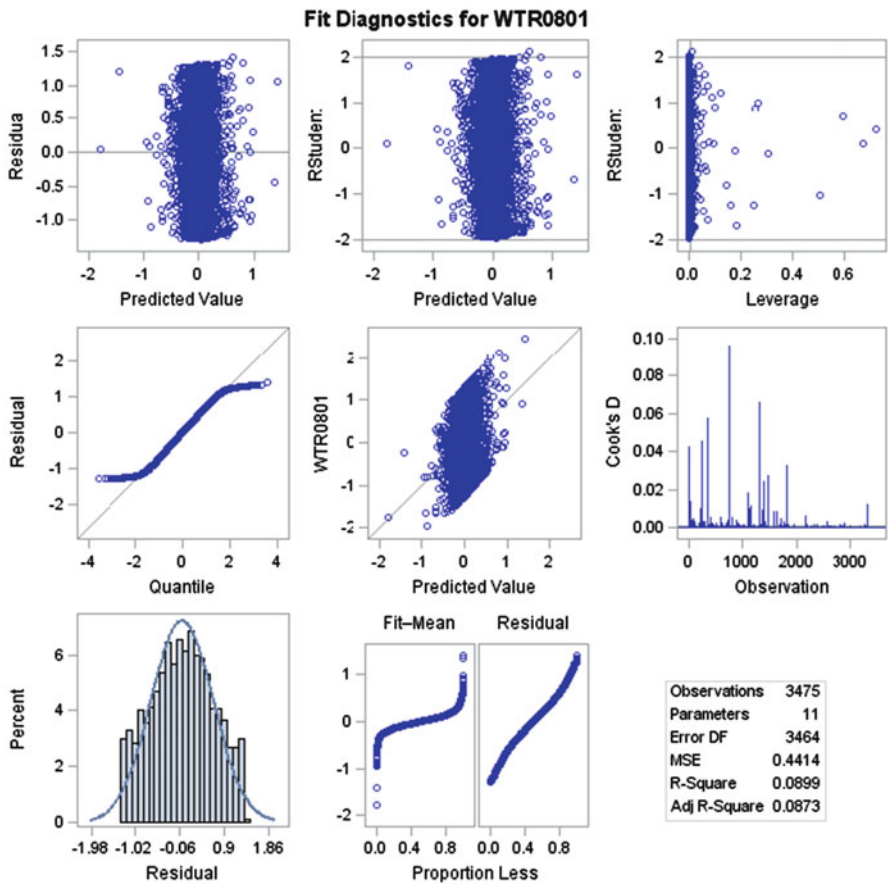 Fit Diagnostics for WTR0801
Residua
1.5
1.0
0.5
0.0
-0.5
-1.0
-2 -1 0 1
Predicted Value
RStuden:
2
1
0
-1
-2
-2 -1 0 1
Predicted Value
RStuden:
2
1
0
-1
-2
0.0 0.2 0.4 0.6
Leverage
Residual
2
1
0
-1
-2
-4 -2 0 2 4
Quantile
WTR0801
2
1
0
-1
-2
-2 -1 0 1 2
Predicted Value
Cook's D
0.10
0.08
0.06
0.04
0.02
0.00
0 1000 2000 3000
Observation
Percent
6
4
2
0
-1.98 -1.02 -0.06 0.9 1.86
Residual
Fit–Mean Residual
1
0
-1
-2
0.0 0.4 0.8 0.0 0.4 0.8
Proportion Less
Observations 3475
Parameters 11
Error DF 3464
MSE 0.4414
R-Square 0.0899
Adj R-Square 0.0873